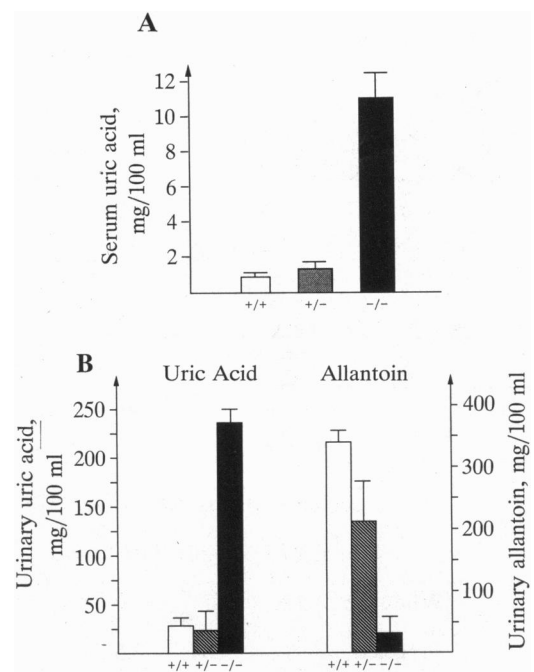 A
Serum uric acid,
mg/100 ml
12
10
8
6
4
2
+/+ +/− −/−
B
Uric Acid Allantoin
Urinary uric acid,
mg/100 ml
250
200
150
100
50
Urinary allantoin, mg/100 ml
400
300
200
100
+/+ +/− −/− +/+ +/− −/−